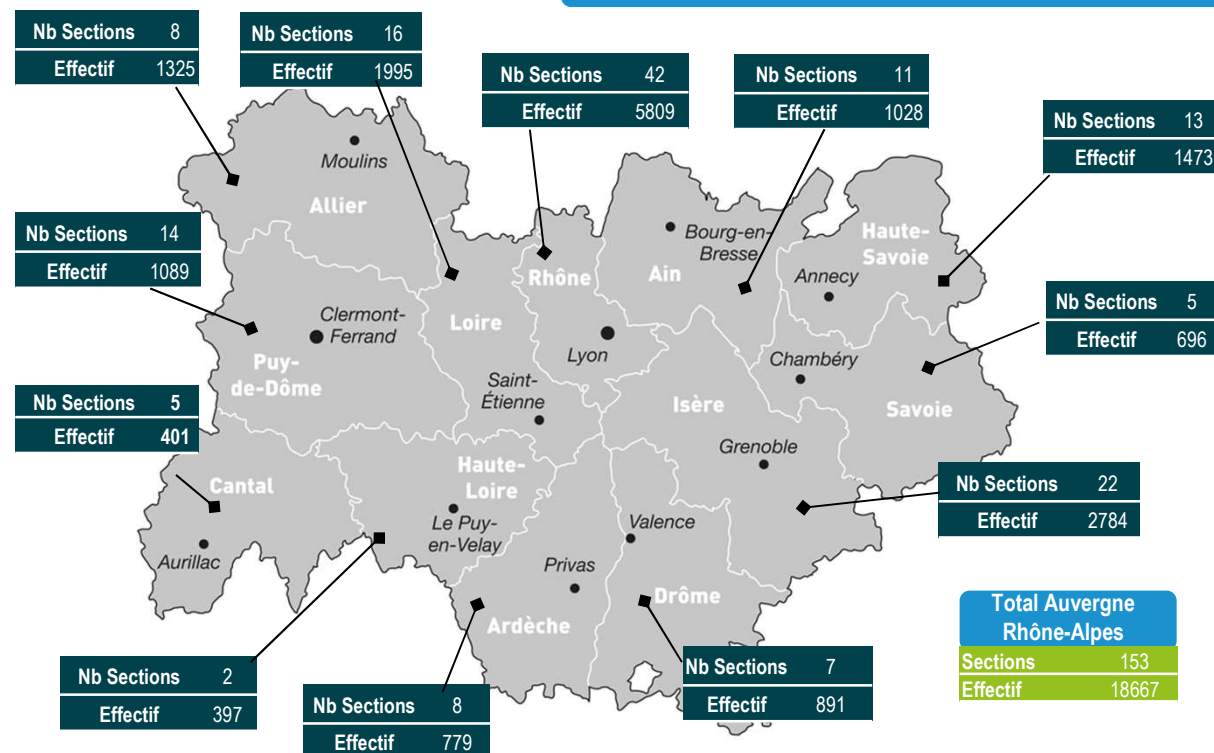 Nb Sections 8
Effectif 1325
Nb Sections 16
Effectif 1995
Nb Sections 42
Effectif 5809
Nb Sections 11
Effectif 1028
Nb Sections 13
Effectif 1473
Moulins
Allier
Nb Sections 14
Effectif 1089
Bourg-en-
Bresse
Haute-
Savoie
Rhône
Ain
Annecy
Clermont-
Ferrand
Loire
Lyon
Nb Sections 5
Effectif 696
Puy-
de-Dôme
Chambéry
Saint-
Étienne
Isère
Savoie
Nb Sections 5
Effectif 401
Grenoble
Haute-
Loire
Cantal
Nb Sections 22
Effectif 2784
Le Puy-
en-Velay
Valence
Aurillac
Privas
Drôme
Ardèche
Total Auvergne
Rhône-Alpes
Sections 153
Effectif 18667
Nb Sections 2
Effectif 397
Nb Sections 8
Effectif 779
Nb Sections 7
Effectif 891